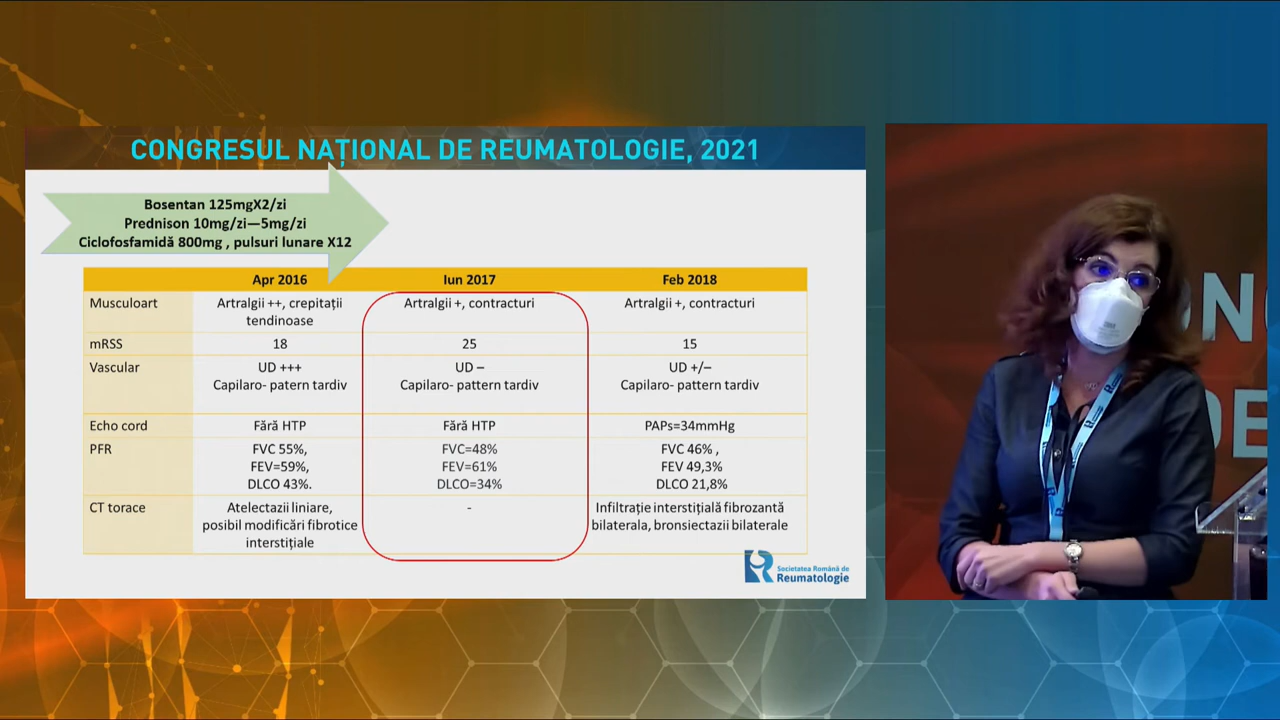 CONGRESUL NAȚIONAL DE REUMATOLOGIE, 2021
Bosentan 125mgX2/zi
Prednison 10mg/zi—5mg/zi
Ciclofosfamidă 800mg , pulsuri lunare X12
Apr 2016 Iun 2017 Feb 2018
Musculoart Artralgii ++, crepitații tendinoase Artralgii +, contracturi Artralgii +, contracturi
mRSS 18 25 15
Vascular UD +++ UD – UD +/–
Capilaro- patern tardiv Capilaro- pattern tardiv Capilaro- pattern tardiv
Echo cord Fără HTP Fără HTP PAPs=34mmHg
PFR FVC 55%, FVC=48% FVC 46% ,
FEV=59%, FEV=61% FEV 49,3%
DLCO 43%. DLCO=34% DLCO 21,8%
CT torace Atelectazii liniare, - Infiltrație interstițială fibrozantă
posibil modificări fibrotice bilaterala, bronsiectazii bilaterale
interstițiale
Societatea Română de
Reumatologie
NO
DE